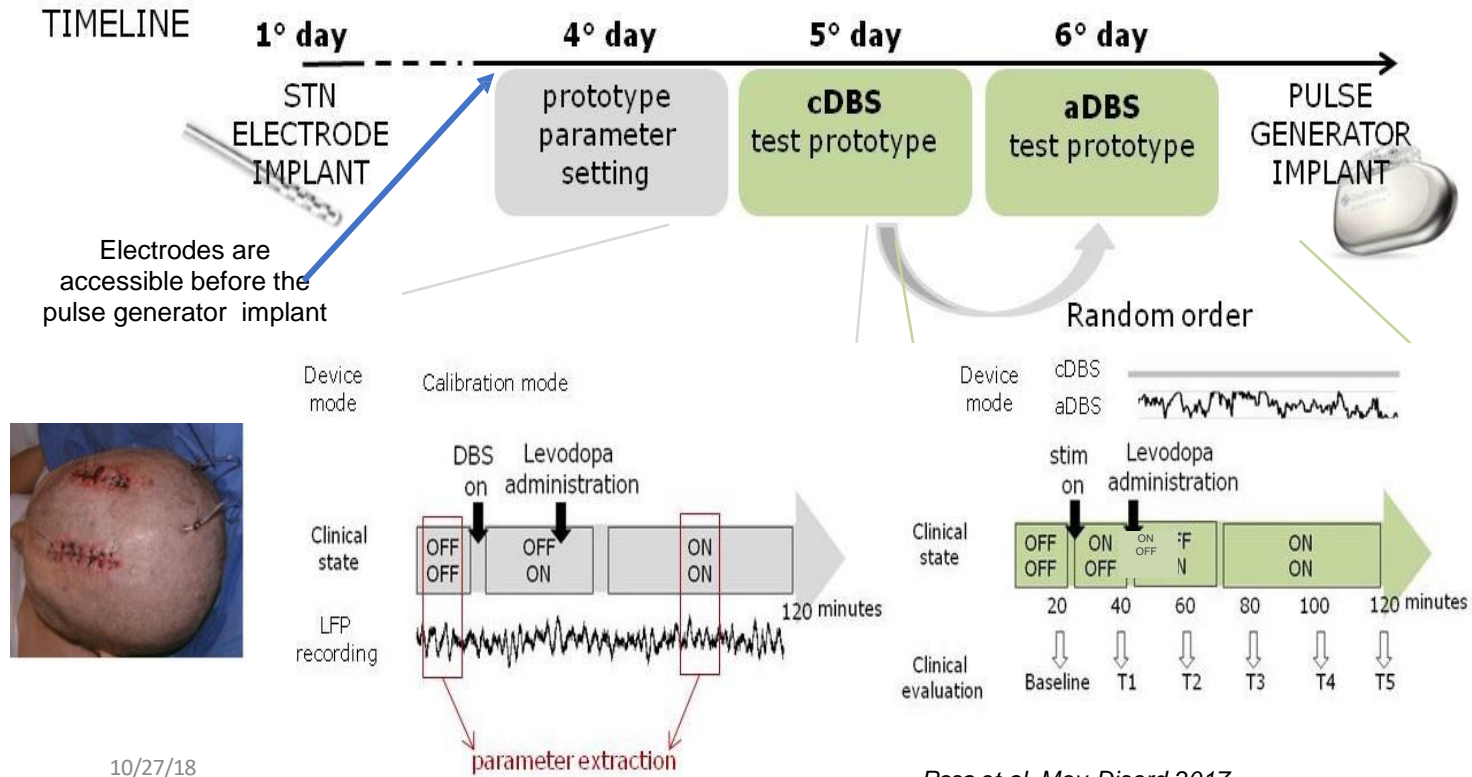 TIMELINE
1° day
4° day
5° day
6° day
STN
ELECTRODE
IMPLANT
prototype
parameter
setting
cDBS
test prototype
aDBS
test prototype
PULSE
GENERATOR
IMPLANT
Electrodes are
accessible before the
pulse generator implant
Random order
Device
mode
Calibration mode
DBS
on
Levodopa
administration
Clinical
state
OFF
OFF
OFF
ON
ON
ON
120 minutes
LFP
recording
parameter extraction
Device
mode
cDBS
aDBS
stim
on
Levodopa
administration
Clinical
state
OFF
OFF
ON
OFF
ON
OFF
ON
ON
20 40 60 80 100 120 minutes
Clinical
evaluation
Baseline T1 T2 T3 T4 T5
10/27/18